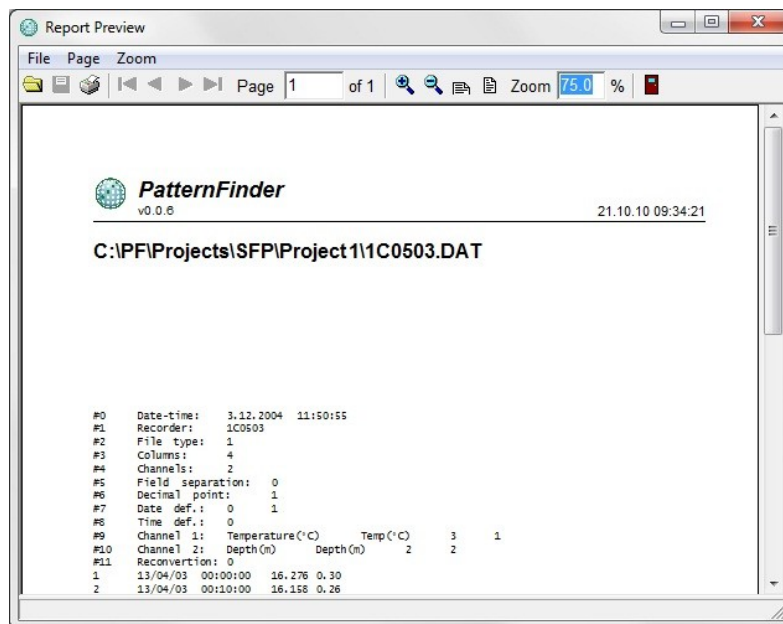 Report Preview
File Page Zoom
Page 1 of 1 Zoom 75.0 %
PatternFinder
v0.0.6 21.10.10 09:34:21
C:\PF\Projects\SFP\Project1\1C0503.DAT
#0 Date-time: 3.12.2004 11:50:55
#1 Recorder: 1C0503
#2 File type: 1
#3 Columns: 4
#4 Channels: 2
#5 Field separation: 0
#6 Decimal point: 1
#7 Date def.: 0 1
#8 Time def.: 0
#9 Channel 1: Temperature(°C) Temp(°C) 3 1
#10 Channel 2: Depth(m) Depth(m) 2 2
#11 Reconvertion: 0
1 13/04/03 00:00:00 16.276 0.30
2 13/04/03 00:10:00 16.158 0.26